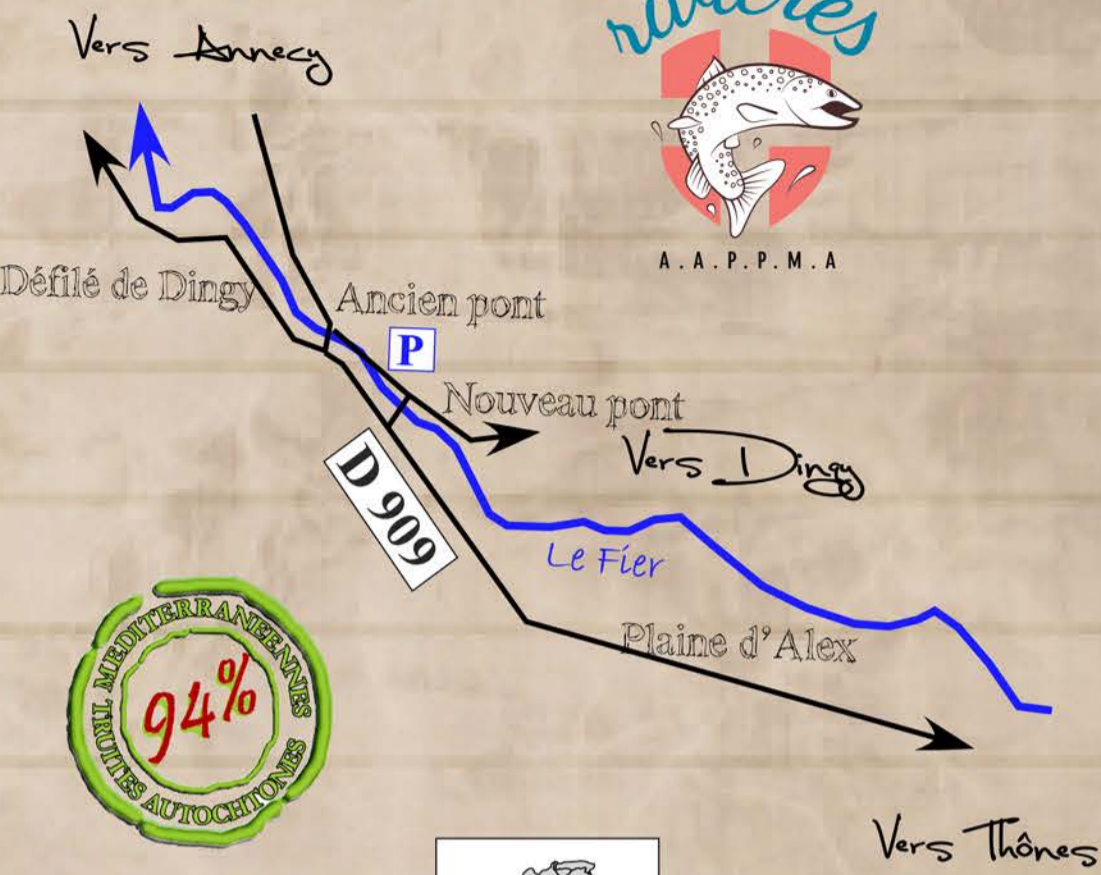 rivières
Vers Annecy
A.A.P.P.M.A
Défilé de Dingy
Ancien pont
P
Nouveau pont
Vers Dingy
D 909
Le Fier
TRUITES MEDITERRANEENNES
94%
AUTOCHTONES
Plaine d'Alex
Vers Thônes